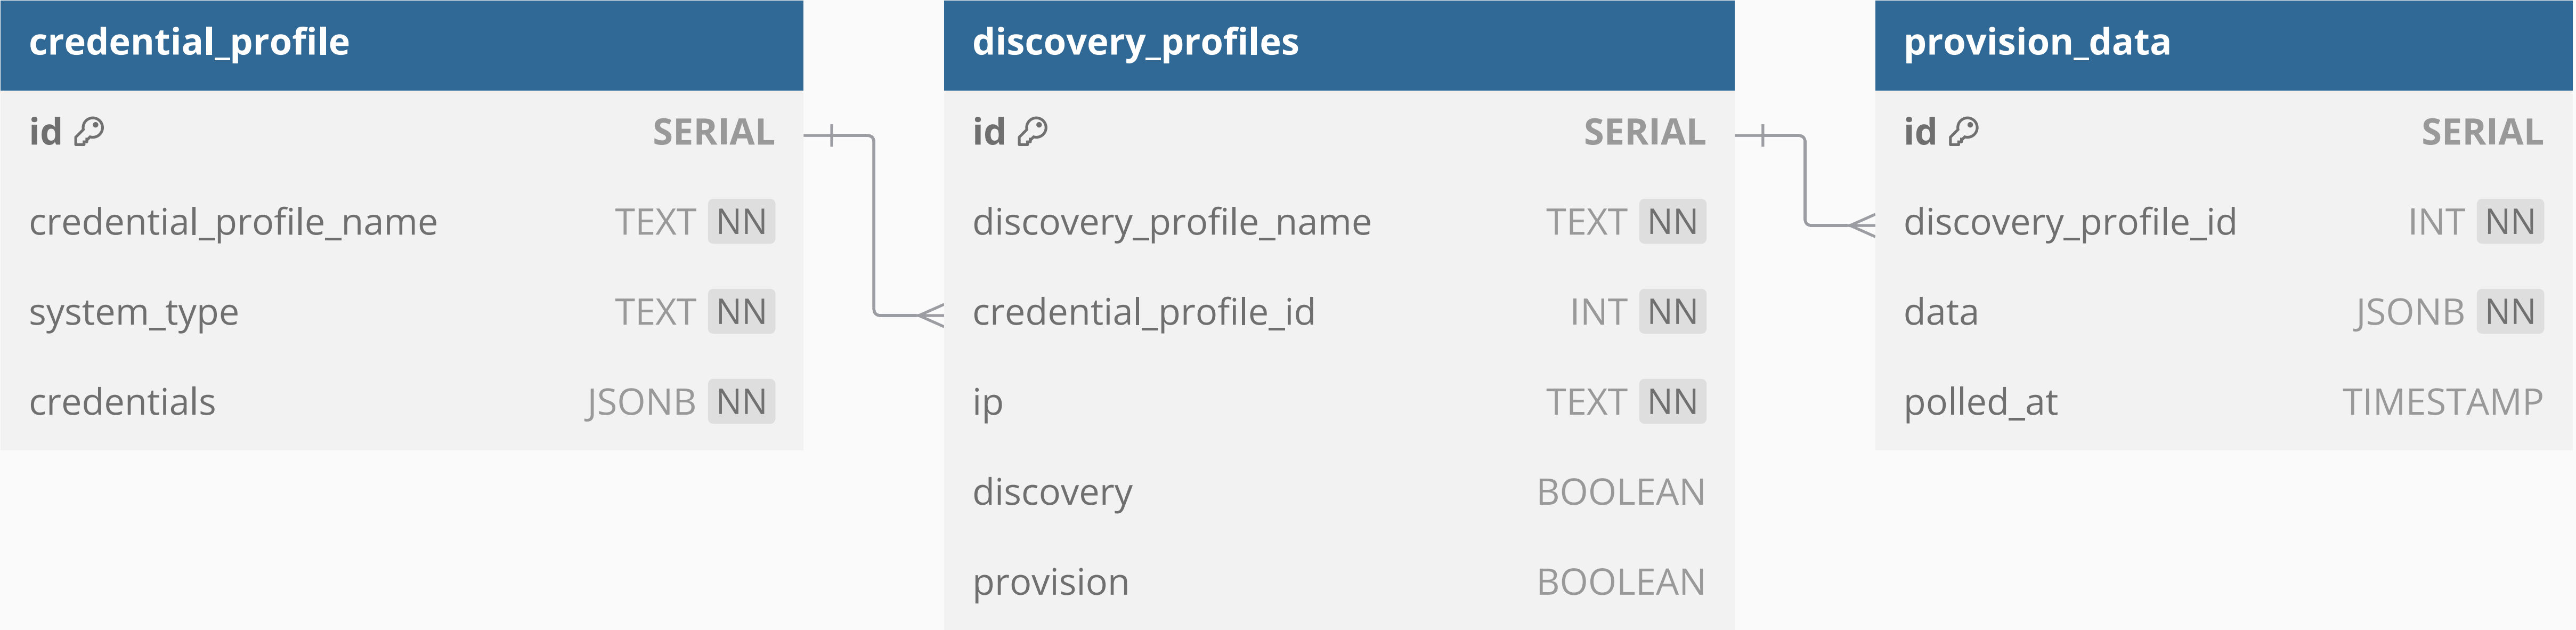 credential_profile
id SERIAL
credential_profile_name TEXT NN
system_type TEXT NN
credentials JSONB NN
discovery_profiles
id SERIAL
discovery_profile_name TEXT NN
credential_profile_id INT NN
ip TEXT NN
discovery BOOLEAN
provision BOOLEAN
provision_data
id SERIAL
discovery_profile_id INT NN
data JSONB NN
polled_at TIMESTAMP